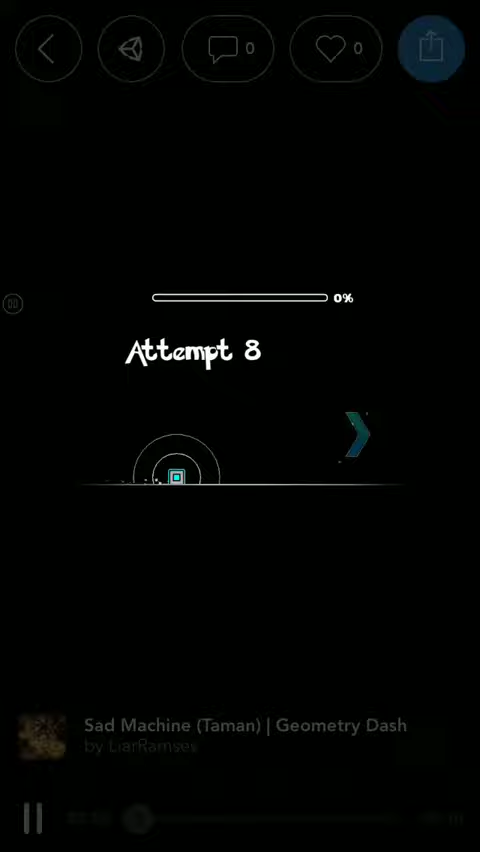 0
0
0%
Attempt 8
Sad Machine (Taman) | Geometry Dash
by LiarRamses